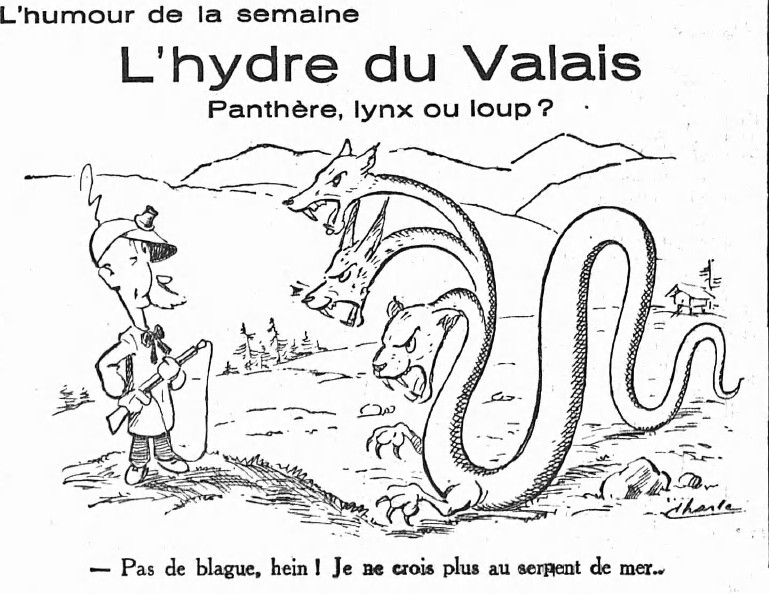 L'humour de la semaine
L'hydre du Valais
Panthère, lynx ou loup ?
— Pas de blague, hein ! Je ne crois plus au serpent de mer..